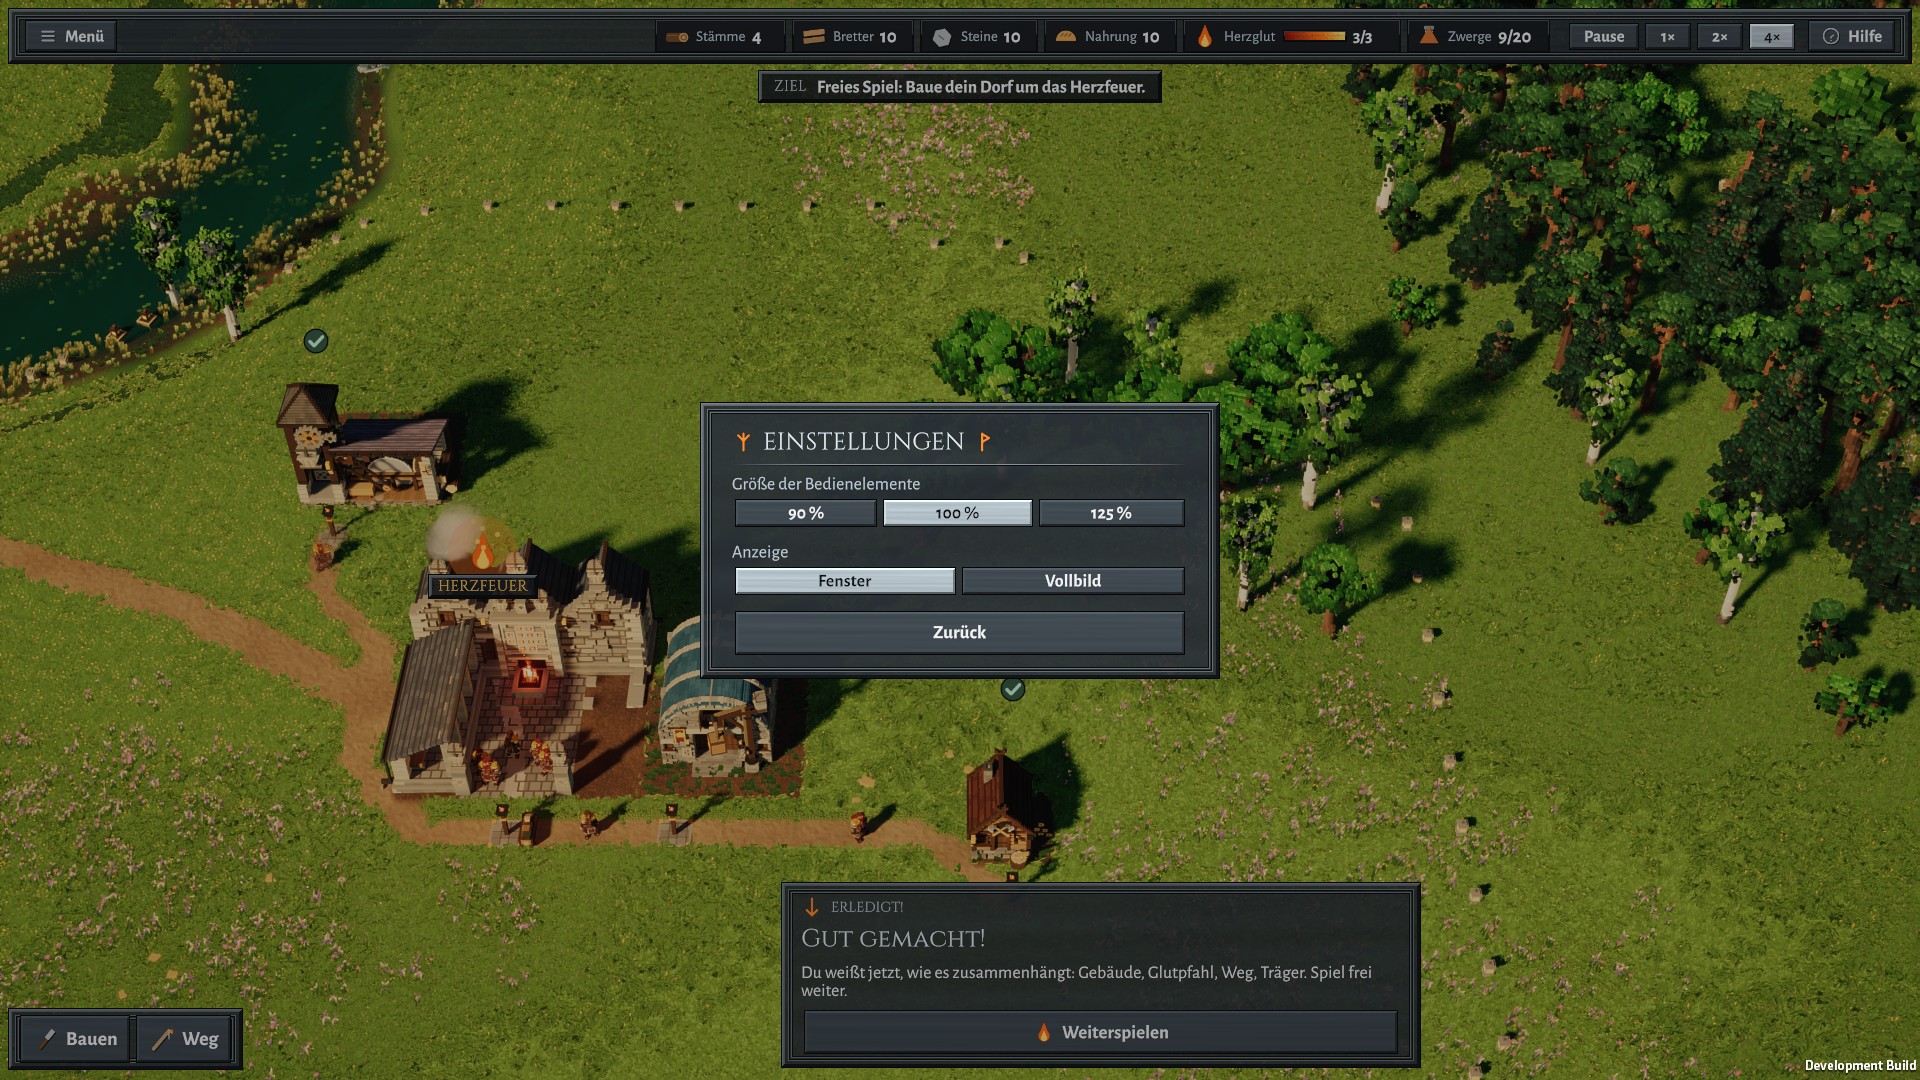 Menü
Stämme 4
Bretter 10
Steine 10
Nahrung 10
Herzglut 3/3
Zwerge 9/20
Pause
1×
2×
4×
Hilfe
ZIEL Freies Spiel: Baue dein Dorf um das Herzfeuer.
EINSTELLUNGEN
Größe der Bedienelemente
90 %
100 %
125 %
Anzeige
Fenster
Vollbild
Zurück
HERZFEUER
ERLEDIGT!
GUT GEMACHT!
Du weißt jetzt, wie es zusammenhängt: Gebäude, Glutpfahl, Weg, Träger. Spiel frei
weiter.
Weiterspielen
Bauen
Weg
Development Build